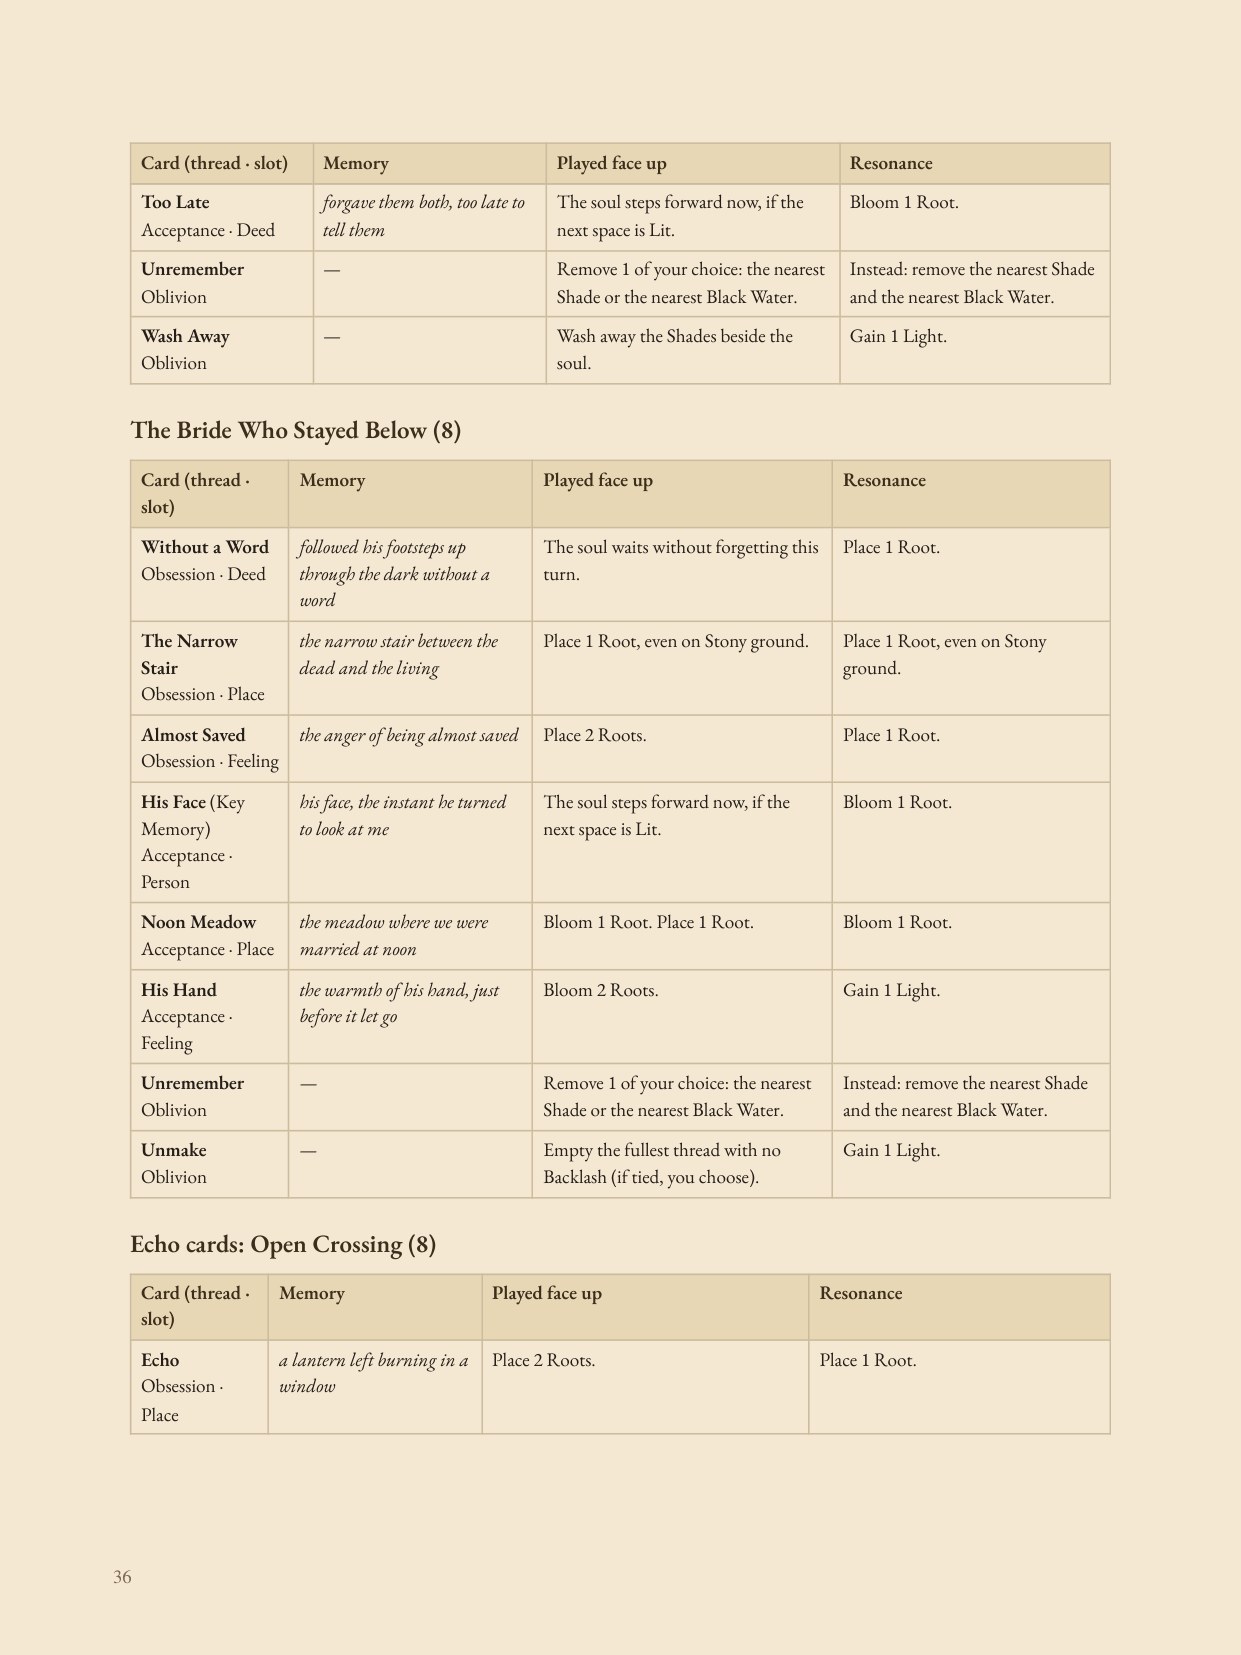 Card (thread · slot) Memory Played face up Resonance
Too Late forgave them both, too late to The soul steps forward now, if the Bloom 1 Root.
Acceptance · Deed tell them next space is Lit.
Unremember — Remove 1 of your choice: the nearest Instead: remove the nearest Shade
Oblivion Shade or the nearest Black Water. and the nearest Black Water.
Wash Away — Wash away the Shades beside the Gain 1 Light.
Oblivion soul.
The Bride Who Stayed Below (8)
Card (thread · Memory Played face up Resonance
slot)
Without a Word followed his footsteps up The soul waits without forgetting this Place 1 Root.
Obsession · Deed through the dark without a turn.
word
The Narrow the narrow stair between the Place 1 Root, even on Stony ground. Place 1 Root, even on Stony
Stair dead and the living ground.
Obsession · Place
Almost Saved the anger of being almost saved Place 2 Roots. Place 1 Root.
Obsession · Feeling
His Face (Key his face, the instant he turned The soul steps forward now, if the Bloom 1 Root.
Memory) to look at me next space is Lit.
Acceptance ·
Person
Noon Meadow the meadow where we were Bloom 1 Root. Place 1 Root. Bloom 1 Root.
Acceptance · Place married at noon
His Hand the warmth of his hand, just Bloom 2 Roots. Gain 1 Light.
Acceptance · before it let go
Feeling
Unremember — Remove 1 of your choice: the nearest Instead: remove the nearest Shade
Oblivion Shade or the nearest Black Water. and the nearest Black Water.
Unmake — Empty the fullest thread with no Gain 1 Light.
Oblivion Backlash (if tied, you choose).
Echo cards: Open Crossing (8)
Card (thread · Memory Played face up Resonance
slot)
Echo a lantern left burning in a Place 2 Roots. Place 1 Root.
Obsession · window
Place
36